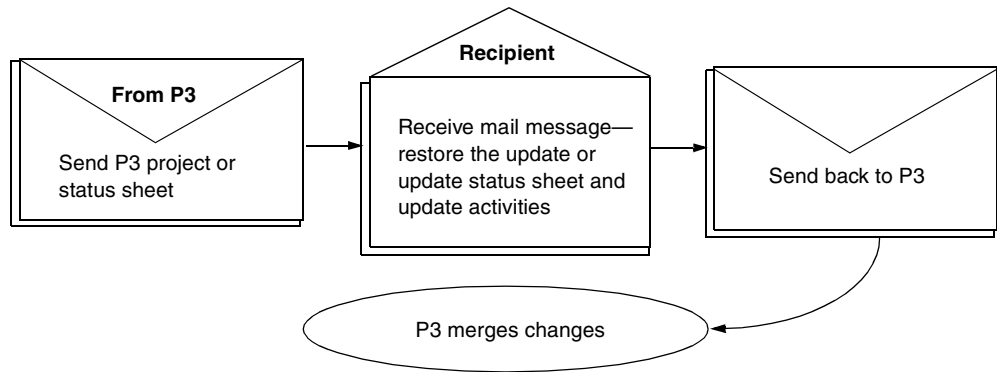 From P3
Send P3 project or
status sheet
Recipient
Receive mail message—
restore the update or
update status sheet and
update activities
Send back to P3
P3 merges changes